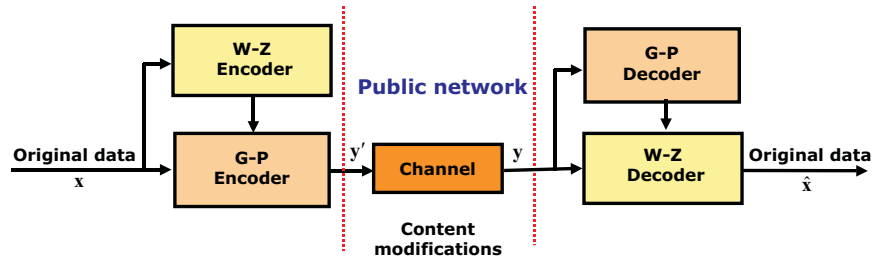 W-Z
Encoder
G-P
Decoder
Public network
Original data
x
G-P
Encoder
y'
Channel
y
W-Z
Decoder
Original data
x̂
Content
modifications